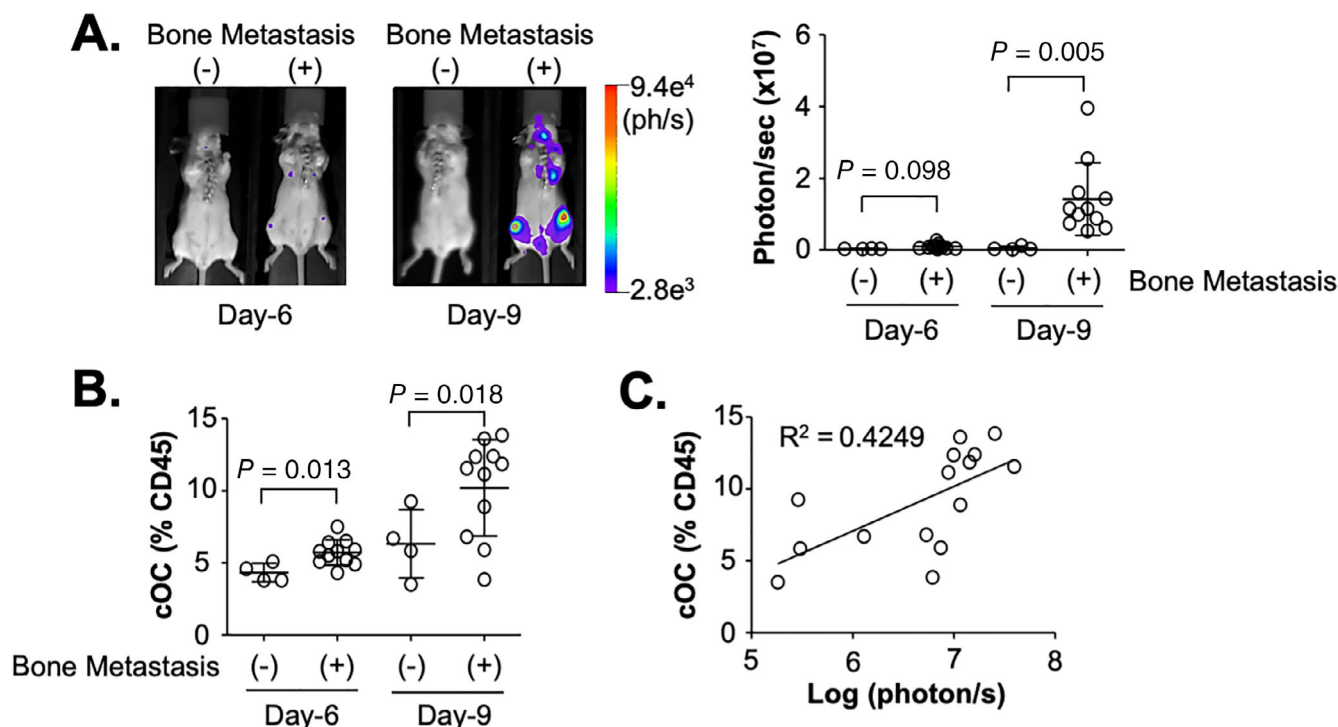 A.
Bone Metastasis
(-) (+)
Day-6
Bone Metastasis
(-) (+)
Day-9
9.4e⁴
(ph/s)
2.8e³
Photon/sec (x10⁷)
6
4
2
0
P = 0.098
P = 0.005
(-) (+) (-) (+) Bone Metastasis
Day-6 Day-9
B.
cOC (% CD45)
15
10
5
0
P = 0.013
P = 0.018
Bone Metastasis (-) (+) (-) (+)
Day-6 Day-9
C.
cOC (% CD45)
15
10
5
0
R² = 0.4249
5 6 7 8
Log (photon/s)